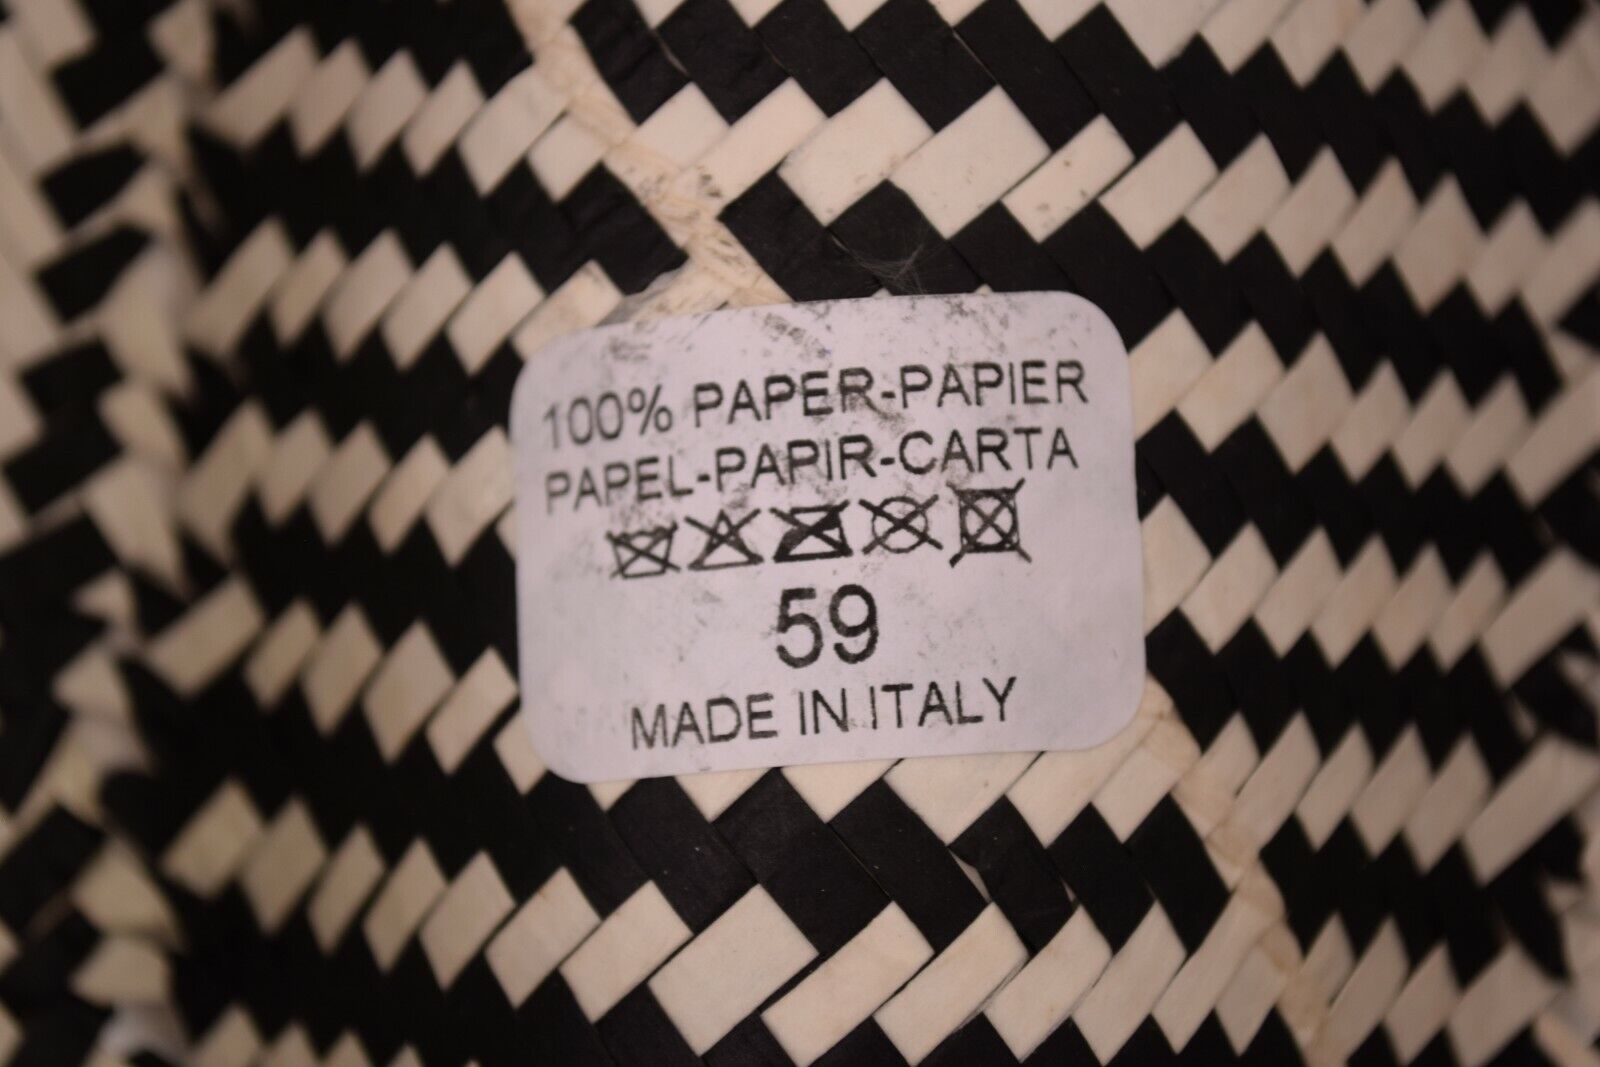 100% PAPER-PAPIER
PAPEL-PAPIR-CARTA
59
MADE IN ITALY